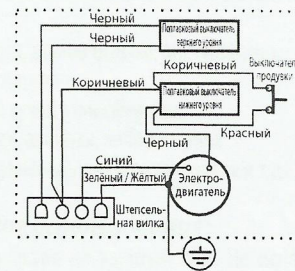 Черный
Черный
Поплавковый выключатель
верхнего уровня
Коричневый
Выключатель
продувки
Коричневый
Поплавковый выключатель
нижнего уровня
Красный
Черный
Синий
Зелёный / Жёлтый
Электро-
двигатель
Штепсель-
ная вилка